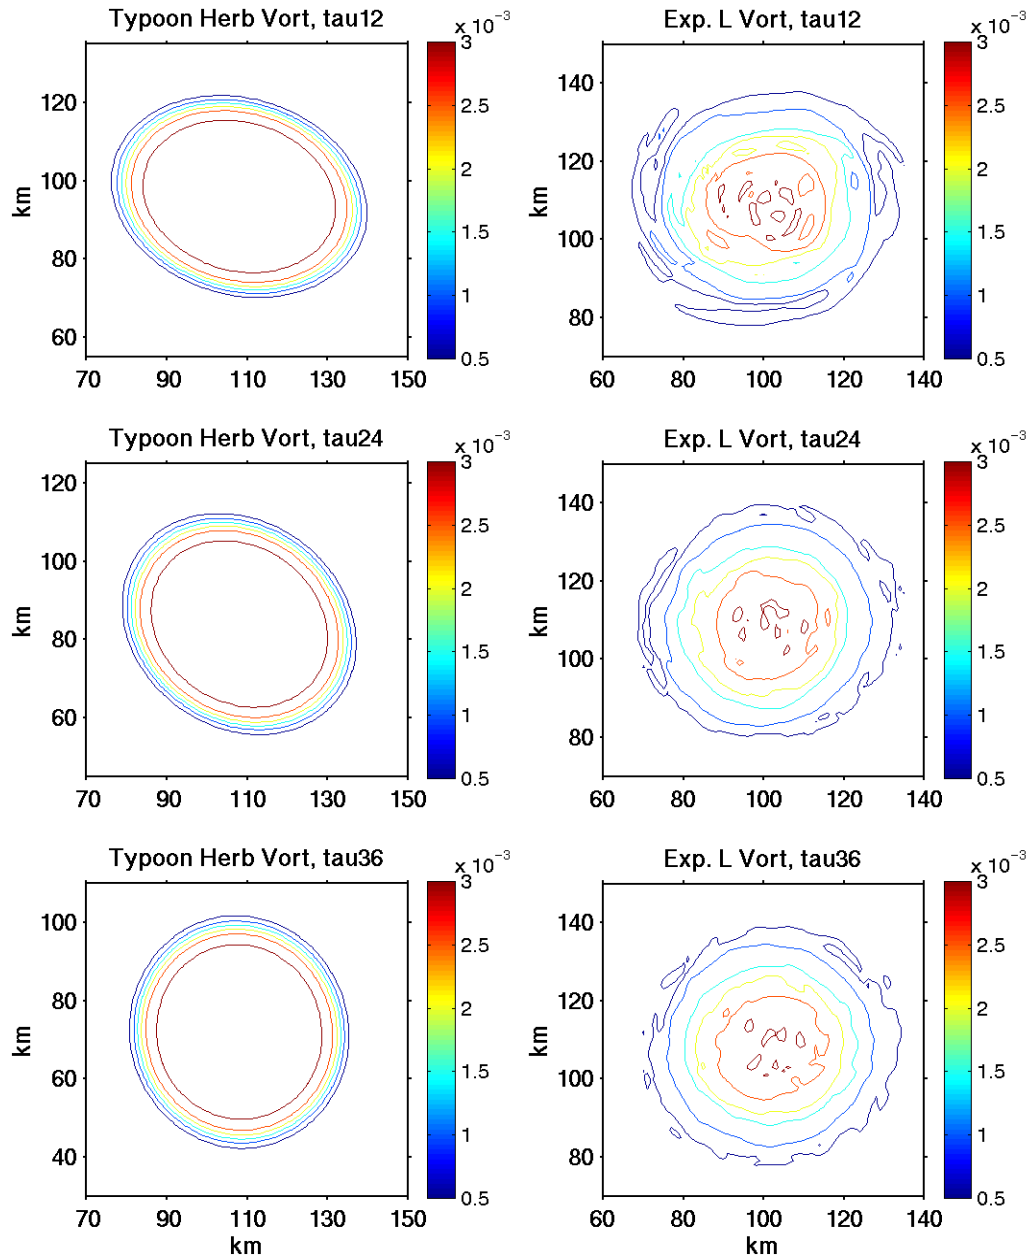 Typoon Herb Vort, tau12
x 10⁻³
3
2.5
2
1.5
1
0.5
120
100
80
60
km
70 90 110 130 150
Exp. L Vort, tau12
x 10⁻³
3
2.5
2
1.5
1
0.5
140
120
100
80
km
60 80 100 120 140
Typoon Herb Vort, tau24
x 10⁻³
3
2.5
2
1.5
1
0.5
120
100
80
60
km
70 90 110 130 150
Exp. L Vort, tau24
x 10⁻³
3
2.5
2
1.5
1
0.5
140
120
100
80
km
60 80 100 120 140
Typoon Herb Vort, tau36
x 10⁻³
3
2.5
2
1.5
1
0.5
100
80
60
40
km
70 90 110 130 150
km
Exp. L Vort, tau36
x 10⁻³
3
2.5
2
1.5
1
0.5
140
120
100
80
km
60 80 100 120 140
km